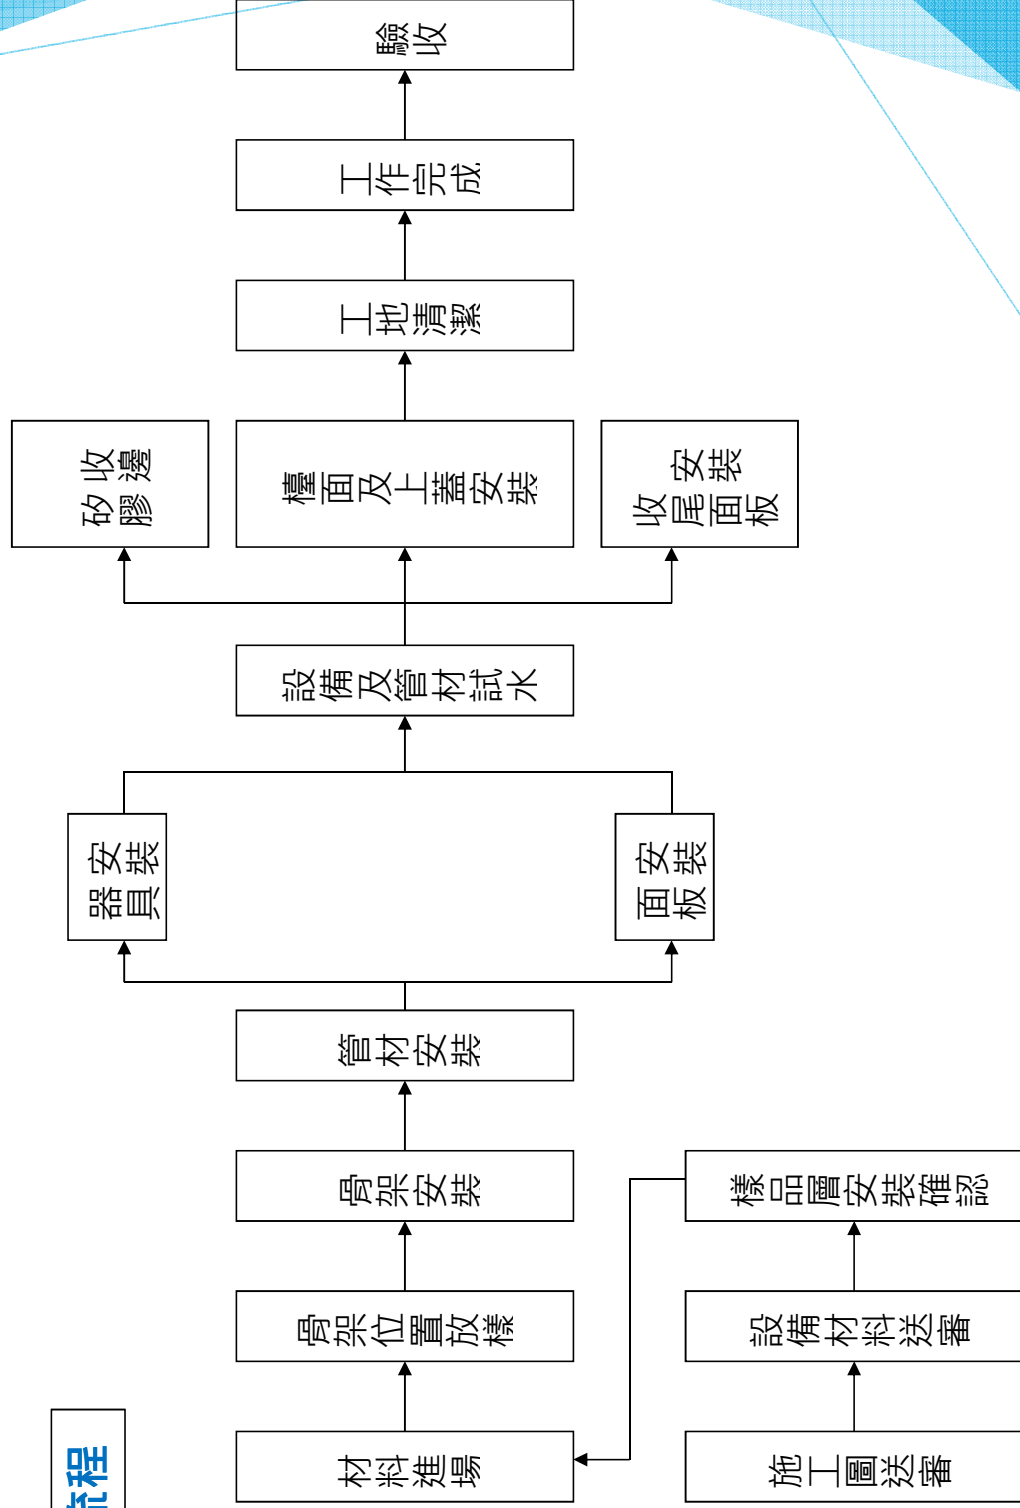 流程
施工圖送審
設備材料送審
樣品層安裝確認
材料進場
骨架位置放樣
骨架安裝
管材安裝
器具
安裝
面板
安裝
設備及管材試水
矽膠
收邊
檯面及上蓋安裝
收尾面板
安裝
工地清潔
工作完成
驗收